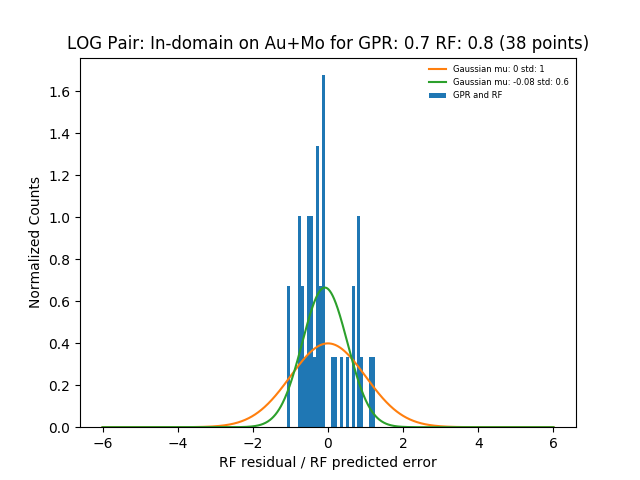 LOG Pair: In-domain on Au+Mo for GPR: 0.7 RF: 0.8 (38 points)
Gaussian mu: 0 std: 1
Gaussian mu: -0.08 std: 0.6
GPR and RF
Normalized Counts
1.6
1.4
1.2
1.0
0.8
0.6
0.4
0.2
0.0
−6
−4
−2
0
2
4
6
RF residual / RF predicted error